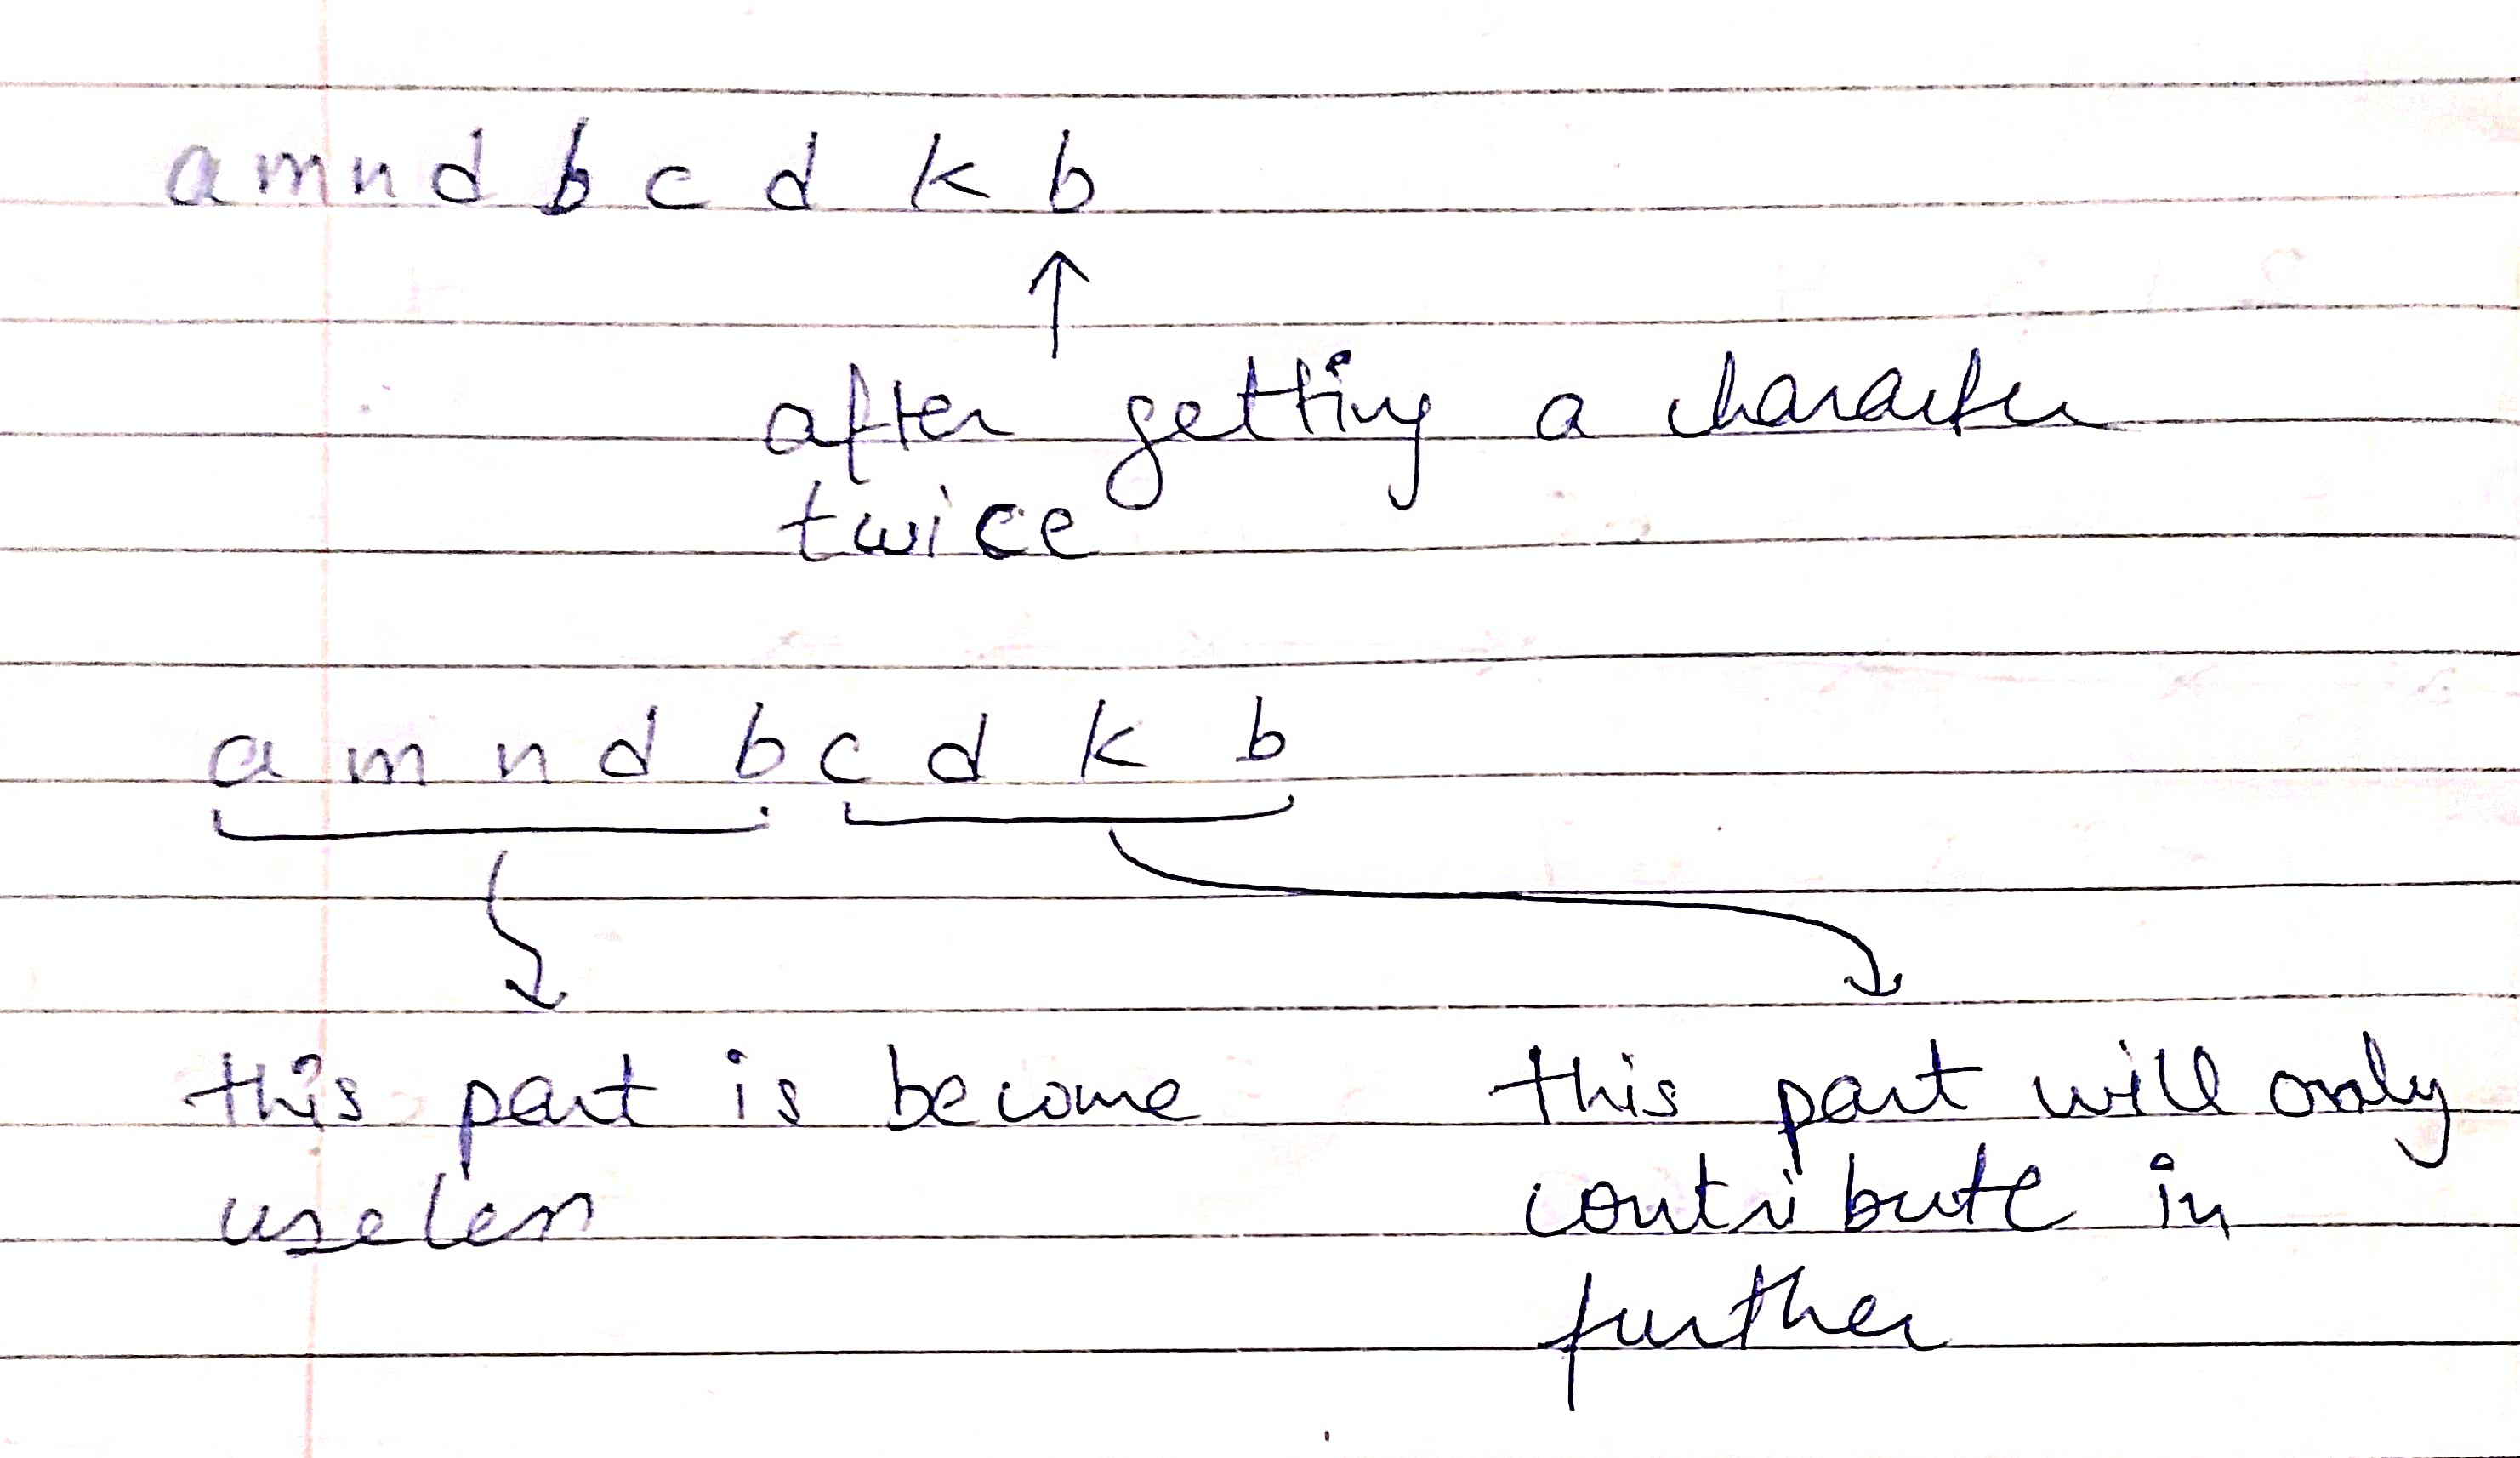 a m n d b c d k b
↑
after getting a character
twice
a m n d b c d k b
this part is become
useless
this part will only
contribute in
further